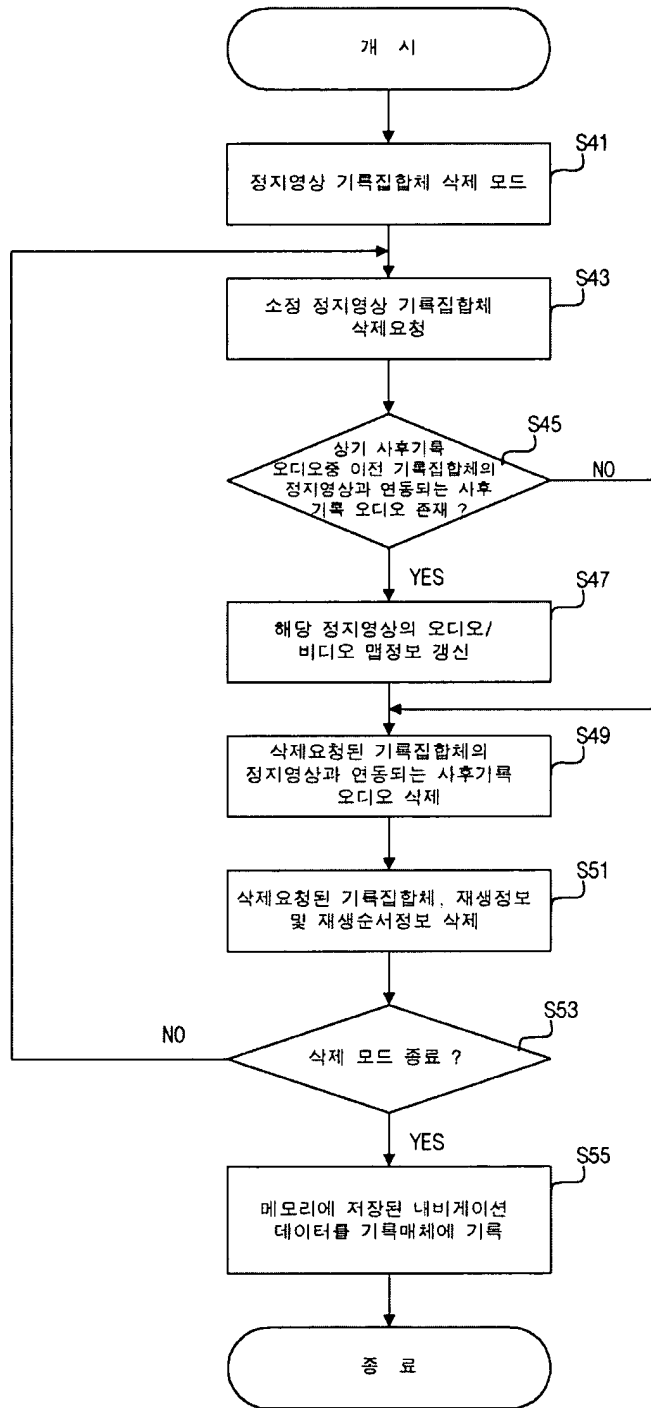 개 시
S41
정지영상 기록집합체 삭제 모드
S43
소정 정지영상 기록집합체
삭제요청
S45
상기 사후기록
오디오중 이전 기록집합체의
정지영상과 연동되는 사후
기록 오디오 존재 ?
NO
YES
S47
해당 정지영상의 오디오/
비디오 맵정보 갱신
S49
삭제요청된 기록집합체의
정지영상과 연동되는 사후기록
오디오 삭제
S51
삭제요청된 기록집합체, 재생정보
및 재생순서정보 삭제
S53
NO
삭제 모드 종료 ?
YES
S55
메모리에 저장된 내비게이션
데이터를 기록매체에 기록
종 료